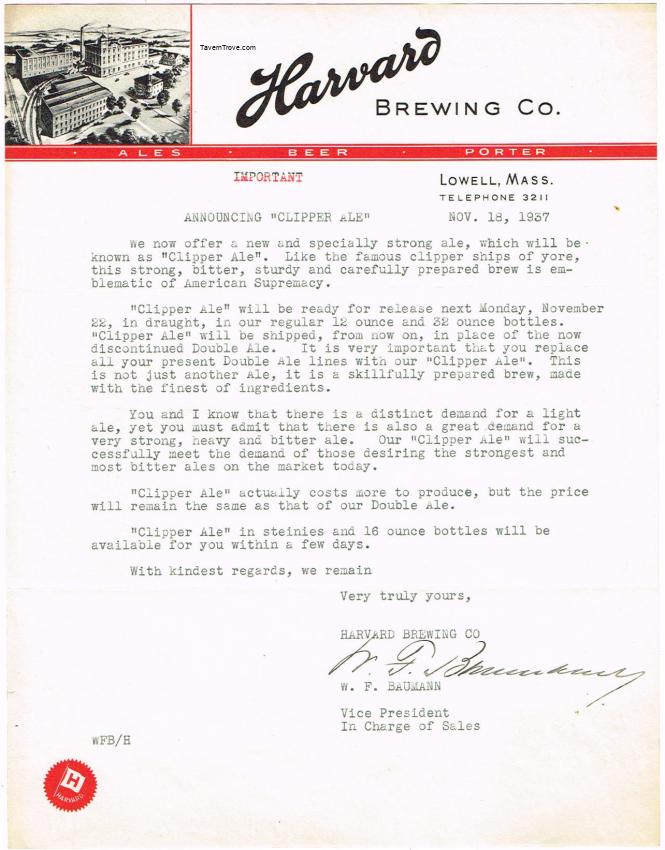 TavernTrove.com
Harvard
BREWING CO.
· ALES · BEER · PORTER ·
IMPORTANT
LOWELL, MASS.
TELEPHONE 3211
ANNOUNCING "CLIPPER ALE"
NOV. 18, 1937
We now offer a new and specially strong ale, which will be
known as "Clipper Ale". Like the famous clipper ships of yore,
this strong, bitter, sturdy and carefully prepared brew is em-
blematic of American Supremacy.
"Clipper Ale" will be ready for release next Monday, November
22, in draught, in our regular 12 ounce and 32 ounce bottles.
"Clipper Ale" will be shipped, from now on, in place of the now
discontinued Double Ale. It is very important that you replace
all your present Double Ale lines with our "Clipper Ale". This
is not just another Ale, it is a skillfully prepared brew, made
with the finest of ingredients.
You and I know that there is a distinct demand for a light
ale, yet you must admit that there is also a great demand for a
very strong, heavy and bitter ale. Our "Clipper Ale" will suc-
cessfully meet the demand of those desiring the strongest and
most bitter ales on the market today.
"Clipper Ale" actually costs more to produce, but the price
will remain the same as that of our Double Ale.
"Clipper Ale" in steinies and 16 ounce bottles will be
available for you within a few days.
With kindest regards, we remain
Very truly yours,
HARVARD BREWING CO
W. F. Baumann
W. F. BAUMANN
Vice President
In Charge of Sales
WFB/H
H
HARVARD